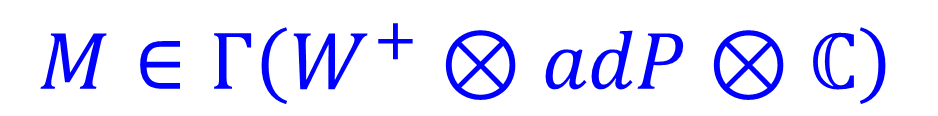 M ∈ Γ(W⁺ ⊗ adP ⊗ ℂ)